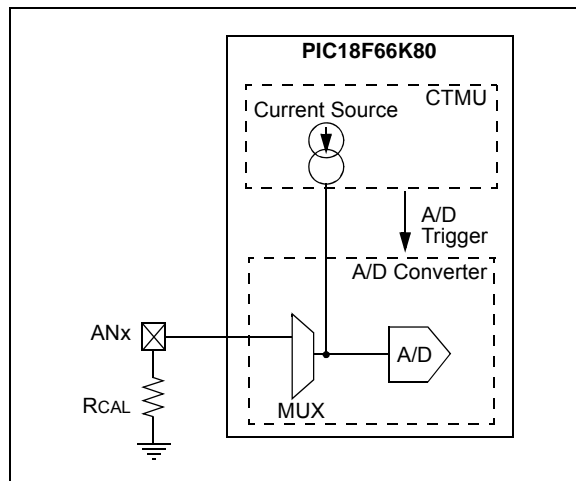 PIC18F66K80
CTMU
Current Source
A/D
Trigger
A/D Converter
ANx
A/D
RCAL
MUX